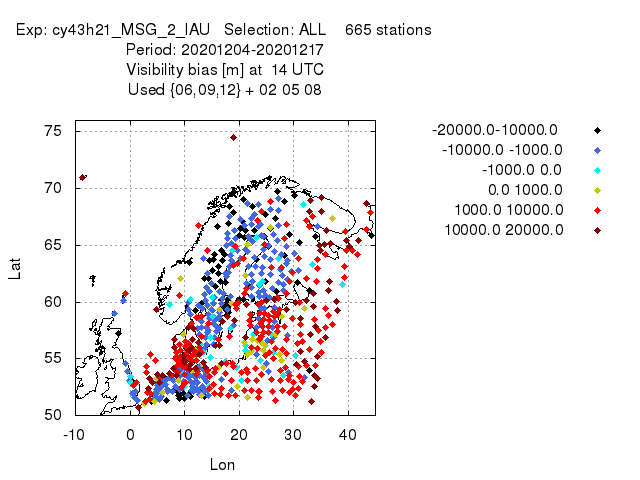 Exp: cy43h21_MSG_2_IAU   Selection: ALL    665 stations
Period: 20201204-20201217
Visibility bias [m] at  14 UTC
Used {06,09,12} + 02 05 08
-20000.0-10000.0
-10000.0 -1000.0
-1000.0 0.0
0.0 1000.0
1000.0 10000.0
10000.0 20000.0
75
70
65
60
55
50
Lat
-10 0 10 20 30 40
Lon